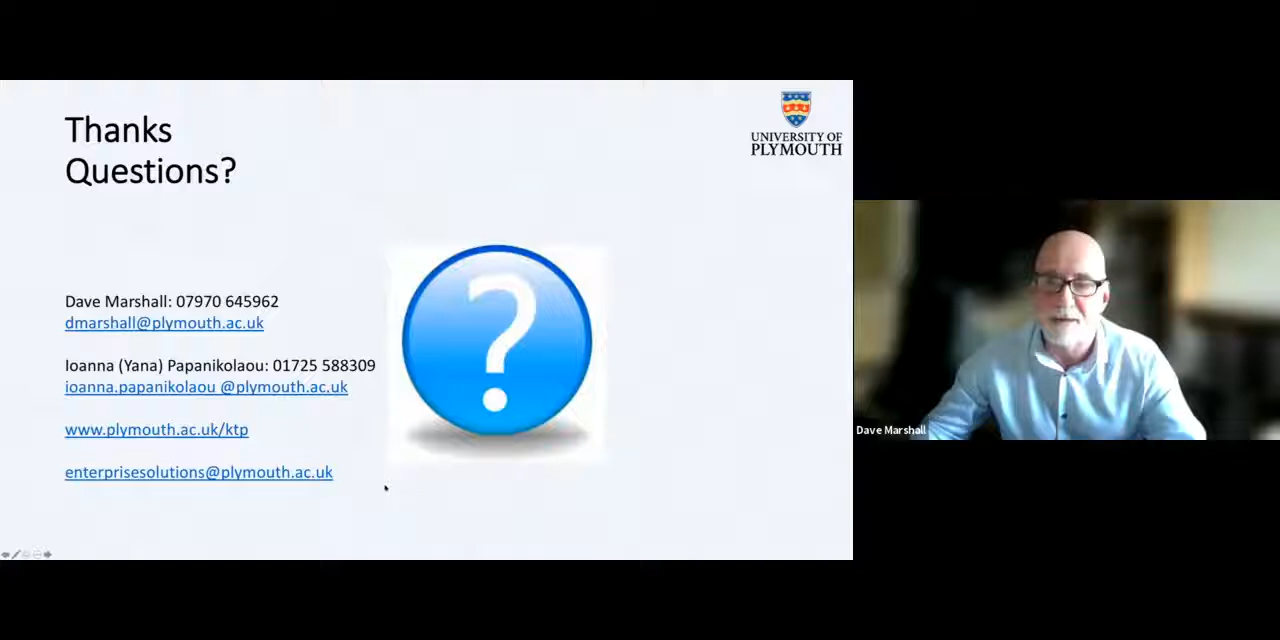 Thanks
Questions?
UNIVERSITY OF
PLYMOUTH
Dave Marshall: 07970 645962
dmarshall@plymouth.ac.uk
Ioanna (Yana) Papanikolaou: 01725 588309
ioanna.papanikolaou @plymouth.ac.uk
www.plymouth.ac.uk/ktp
enterprisesolutions@plymouth.ac.uk
?
Dave Marshall